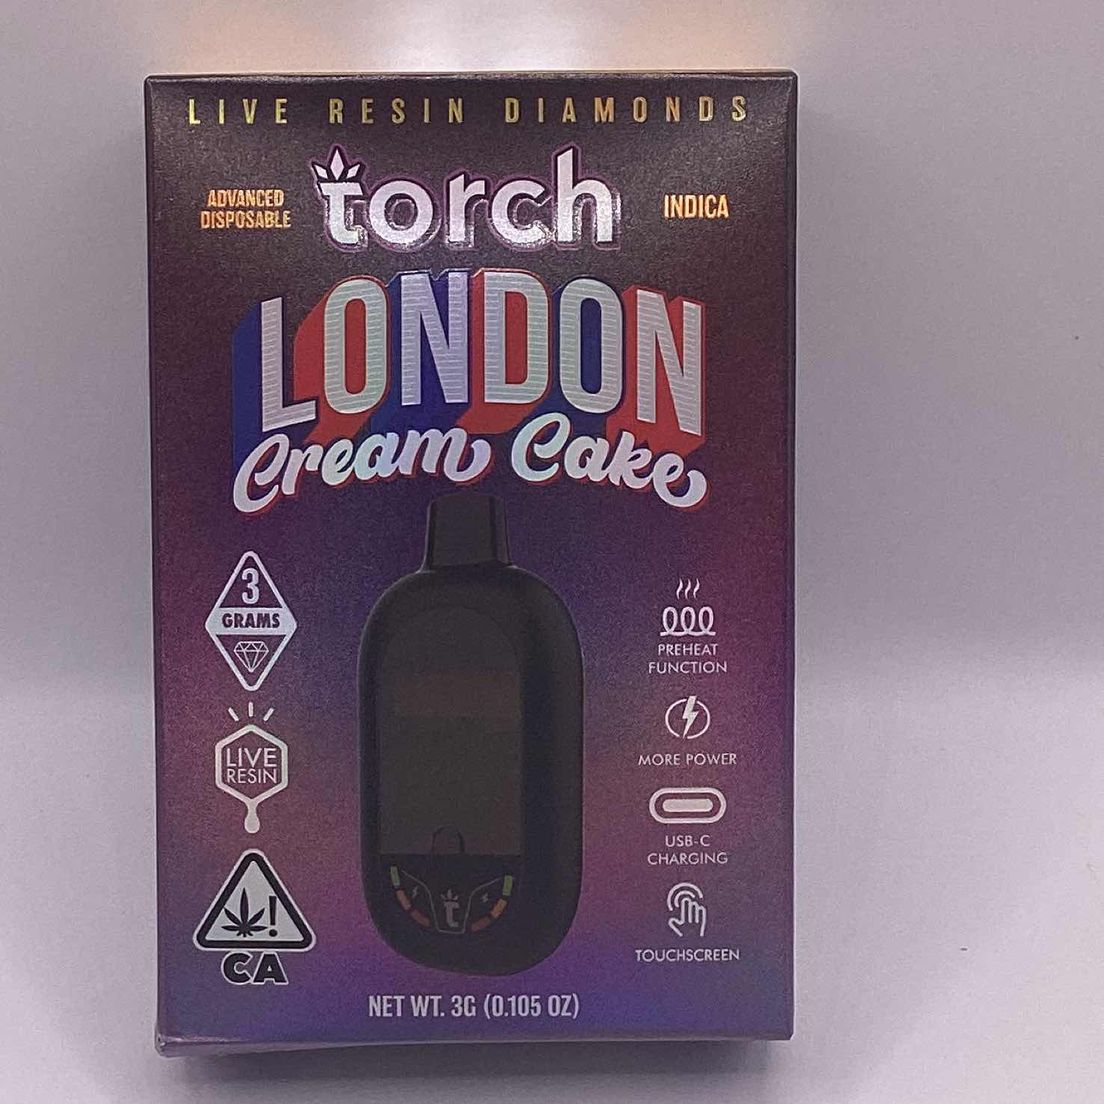 LIVE RESIN DIAMONDS
ADVANCED
DISPOSABLE
torch
INDICA
LONDON
Cream Cake
3
GRAMS
LIVE
RESIN
!
CA
PREHEAT
FUNCTION
MORE POWER
USB-C
CHARGING
TOUCHSCREEN
t
NET WT. 3G (0.105 OZ)